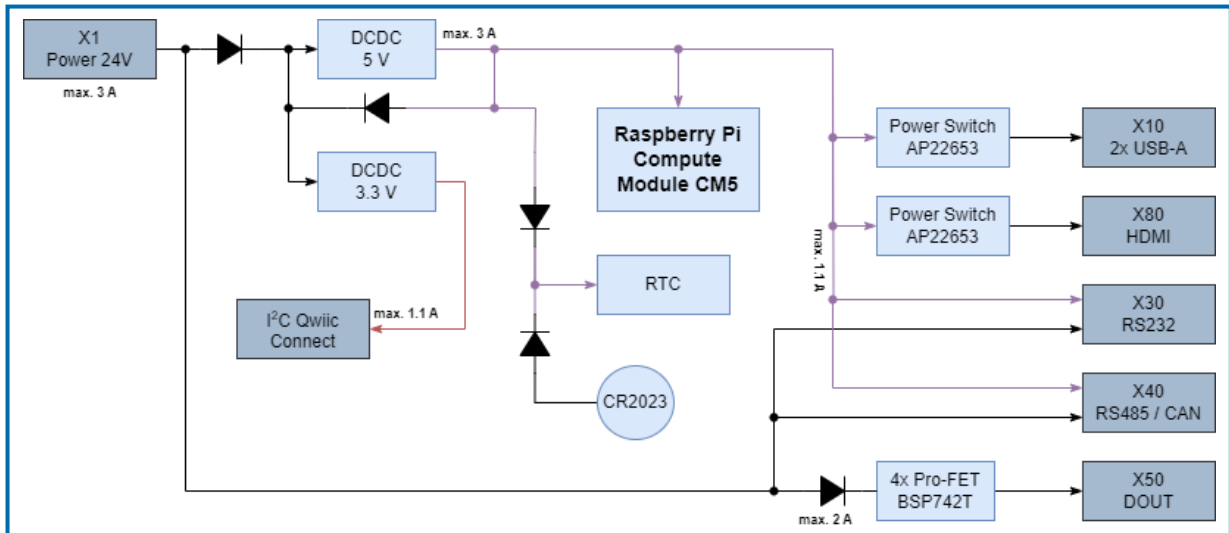 X1
Power 24V
max. 3 A
DCDC
5 V
max. 3 A
DCDC
3.3 V
Raspberry Pi
Compute
Module CM5
Power Switch
AP22653
X10
2x USB-A
Power Switch
AP22653
X80
HDMI
max. 1.1 A
RTC
X30
RS232
I²C Qwiic
Connect
max. 1.1 A
CR2023
X40
RS485 / CAN
max. 2 A
4x Pro-FET
BSP742T
X50
DOUT